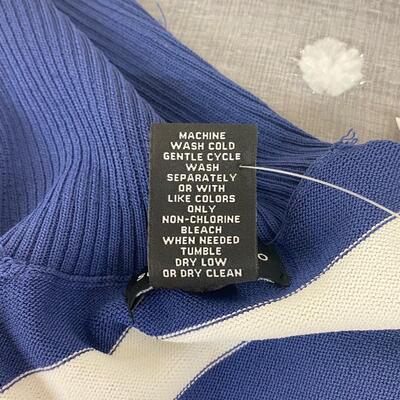 MACHINE
WASH COLD
GENTLE CYCLE
WASH
SEPARATELY
OR WITH
LIKE COLORS
ONLY
NON-CHLORINE
BLEACH
WHEN NEEDED
TUMBLE
DRY LOW
OR DRY CLEAN